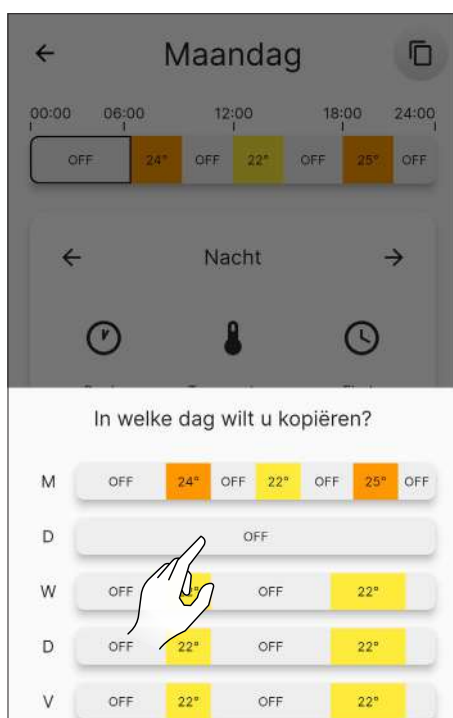 Maandag
00:00 06:00 12:00 18:00 24:00
OFF 24° OFF 22° OFF 25° OFF
Nacht
In welke dag wilt u kopiëren?
M OFF 24° OFF 22° OFF 25° OFF
D OFF
W OFF OFF 22°
D OFF 22° OFF 22°
V OFF 22° OFF 22°